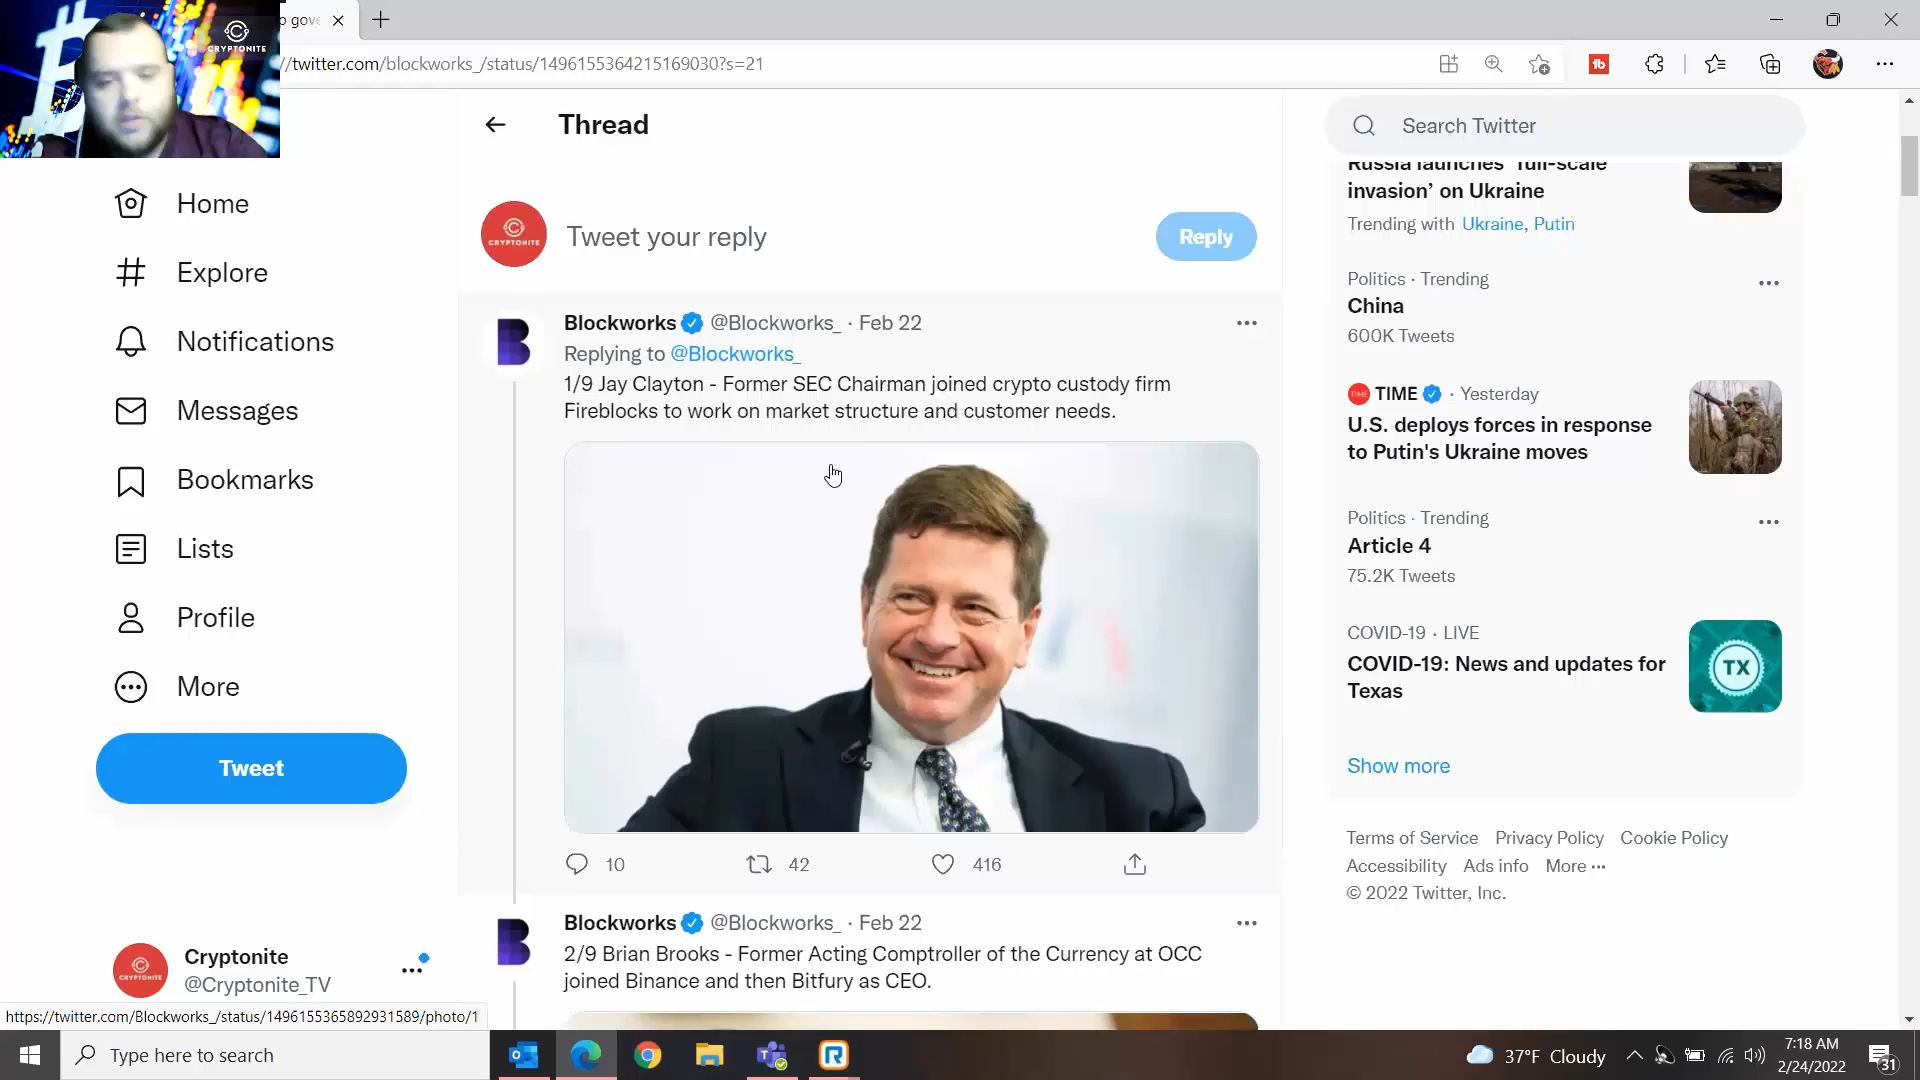 CRYPTONITE
//twitter.com/blockworks_/status/1496155364215169030?s=21
Thread
Search Twitter
Home
Explore
Notifications
Messages
Bookmarks
Lists
Profile
More
Tweet
Cryptonite
@Cryptonite_TV
CRYPTONITE
Tweet your reply
Reply
Blockworks @Blockworks_ · Feb 22
Replying to @Blockworks_
1/9 Jay Clayton - Former SEC Chairman joined crypto custody firm
Fireblocks to work on market structure and customer needs.
10 42 416
Blockworks @Blockworks_ · Feb 22
2/9 Brian Brooks - Former Acting Comptroller of the Currency at OCC
joined Binance and then Bitfury as CEO.
Russia launches 'full-scale
invasion’ on Ukraine
Trending with Ukraine, Putin
Politics · Trending
China
600K Tweets
TIME · Yesterday
U.S. deploys forces in response
to Putin's Ukraine moves
Politics · Trending
Article 4
75.2K Tweets
COVID-19 · LIVE
COVID-19: News and updates for
Texas
TX
Show more
Terms of Service Privacy Policy Cookie Policy
Accessibility Ads info More ···
© 2022 Twitter, Inc.
https://twitter.com/Blockworks_/status/1496155365892931589/photo/1
Type here to search
37°F Cloudy
7:18 AM
2/24/2022
31